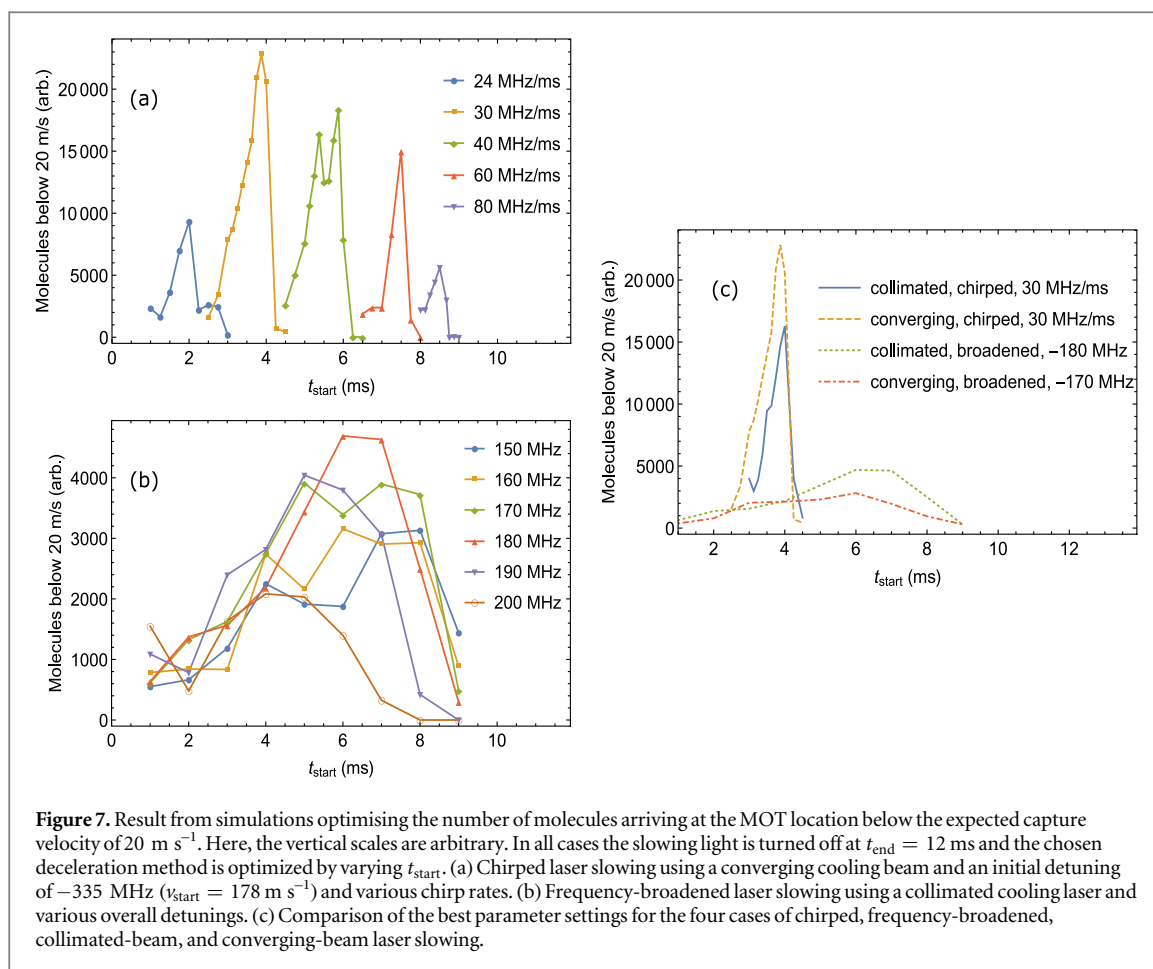 (a)
24 MHz/ms
30 MHz/ms
40 MHz/ms
60 MHz/ms
80 MHz/ms
Molecules below 20 m/s (arb.)
20 000
15 000
10 000
5000
0
0 2 4 6 8 10
t_start (ms)
(b)
150 MHz
160 MHz
170 MHz
180 MHz
190 MHz
200 MHz
Molecules below 20 m/s (arb.)
4000
3000
2000
1000
0
0 2 4 6 8 10
t_start (ms)
(c)
collimated, chirped, 30 MHz/ms
converging, chirped, 30 MHz/ms
collimated, broadened, −180 MHz
converging, broadened, −170 MHz
Molecules below 20 m/s (arb.)
20 000
15 000
10 000
5000
0
2 4 6 8 10 12
t_start (ms)
Figure 7. Result from simulations optimising the number of molecules arriving at the MOT location below the expected capture
velocity of 20 m s⁻¹. Here, the vertical scales are arbitrary. In all cases the slowing light is turned off at t_end = 12 ms and the chosen
deceleration method is optimized by varying t_start. (a) Chirped laser slowing using a converging cooling beam and an initial detuning
of −335 MHz (v_start = 178 m s⁻¹) and various chirp rates. (b) Frequency-broadened laser slowing using a collimated cooling laser and
various overall detunings. (c) Comparison of the best parameter settings for the four cases of chirped, frequency-broadened,
collimated-beam, and converging-beam laser slowing.